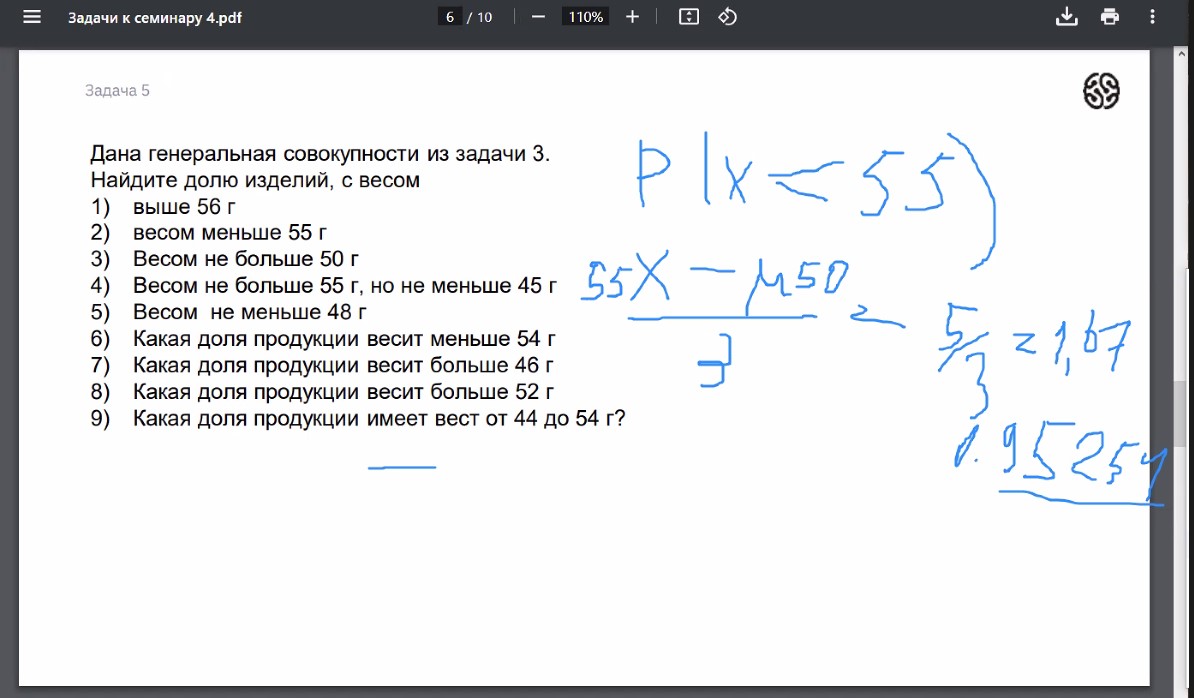 Задачи к семинару 4.pdf
6 / 10
110%
Задача 5
Дана генеральная совокупности из задачи 3.
Найдите долю изделий, с весом
1) выше 56 г
2) весом меньше 55 г
3) Весом не больше 50 г
4) Весом не больше 55 г, но не меньше 45 г
5) Весом не меньше 48 г
6) Какая доля продукции весит меньше 54 г
7) Какая доля продукции весит больше 46 г
8) Какая доля продукции весит больше 52 г
9) Какая доля продукции имеет вест от 44 до 54 г?
P(x = < 55)
55 X - μ 50
3
5/3 = 1,67
0.95254